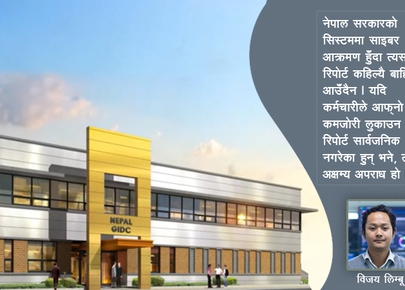 नेपाल सरकारको
सिस्टममा साइबर
आक्रमण हुँदा त्यस
रिपोर्ट कहिल्यै बाहि
आउँदैन । यदि
कर्मचारीले आफ्नो
कमजोरी लुकाउन
रिपोर्ट सार्वजनिक
नगरेका हुन् भने,
अक्षम्य अपराध हो
NEPAL
GIDC
विजय लिम्बू